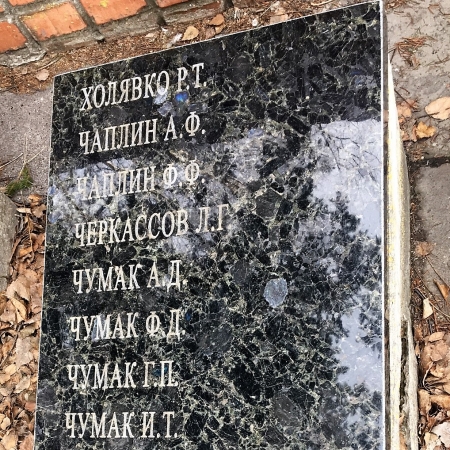 ХОЛЯВКО Р.Т.
ЧАПЛИН А.Ф.
ЧАПЛИН Ф.Ф.
ЧЕРКАССОВ Л.Г
ЧУМАК А.Д.
ЧУМАК Ф.Д.
ЧУМАК Г.П.
ЧУМАК И.Т.